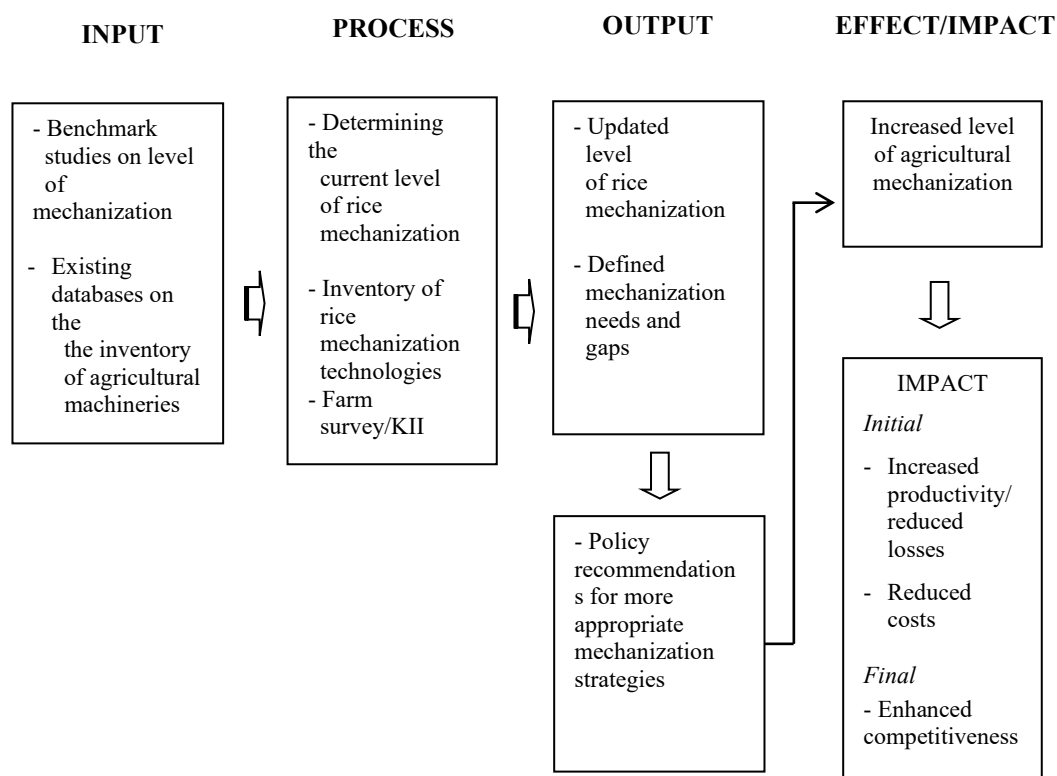 INPUT
PROCESS
OUTPUT
EFFECT/IMPACT
- Benchmark
studies on level
of
mechanization
- Existing
databases on
the
the inventory
of agricultural
machineries
- Determining
the
current level
of rice
mechanization
- Inventory of
rice
mechanization
technologies
- Farm
survey/KII
- Updated
level
of rice
mechanization
- Defined
mechanization
needs and
gaps
- Policy
recommendation
s for more
appropriate
mechanization
strategies
Increased level
of agricultural
mechanization
IMPACT
Initial
- Increased
productivity/
reduced
losses
- Reduced
costs
Final
- Enhanced
competitiveness